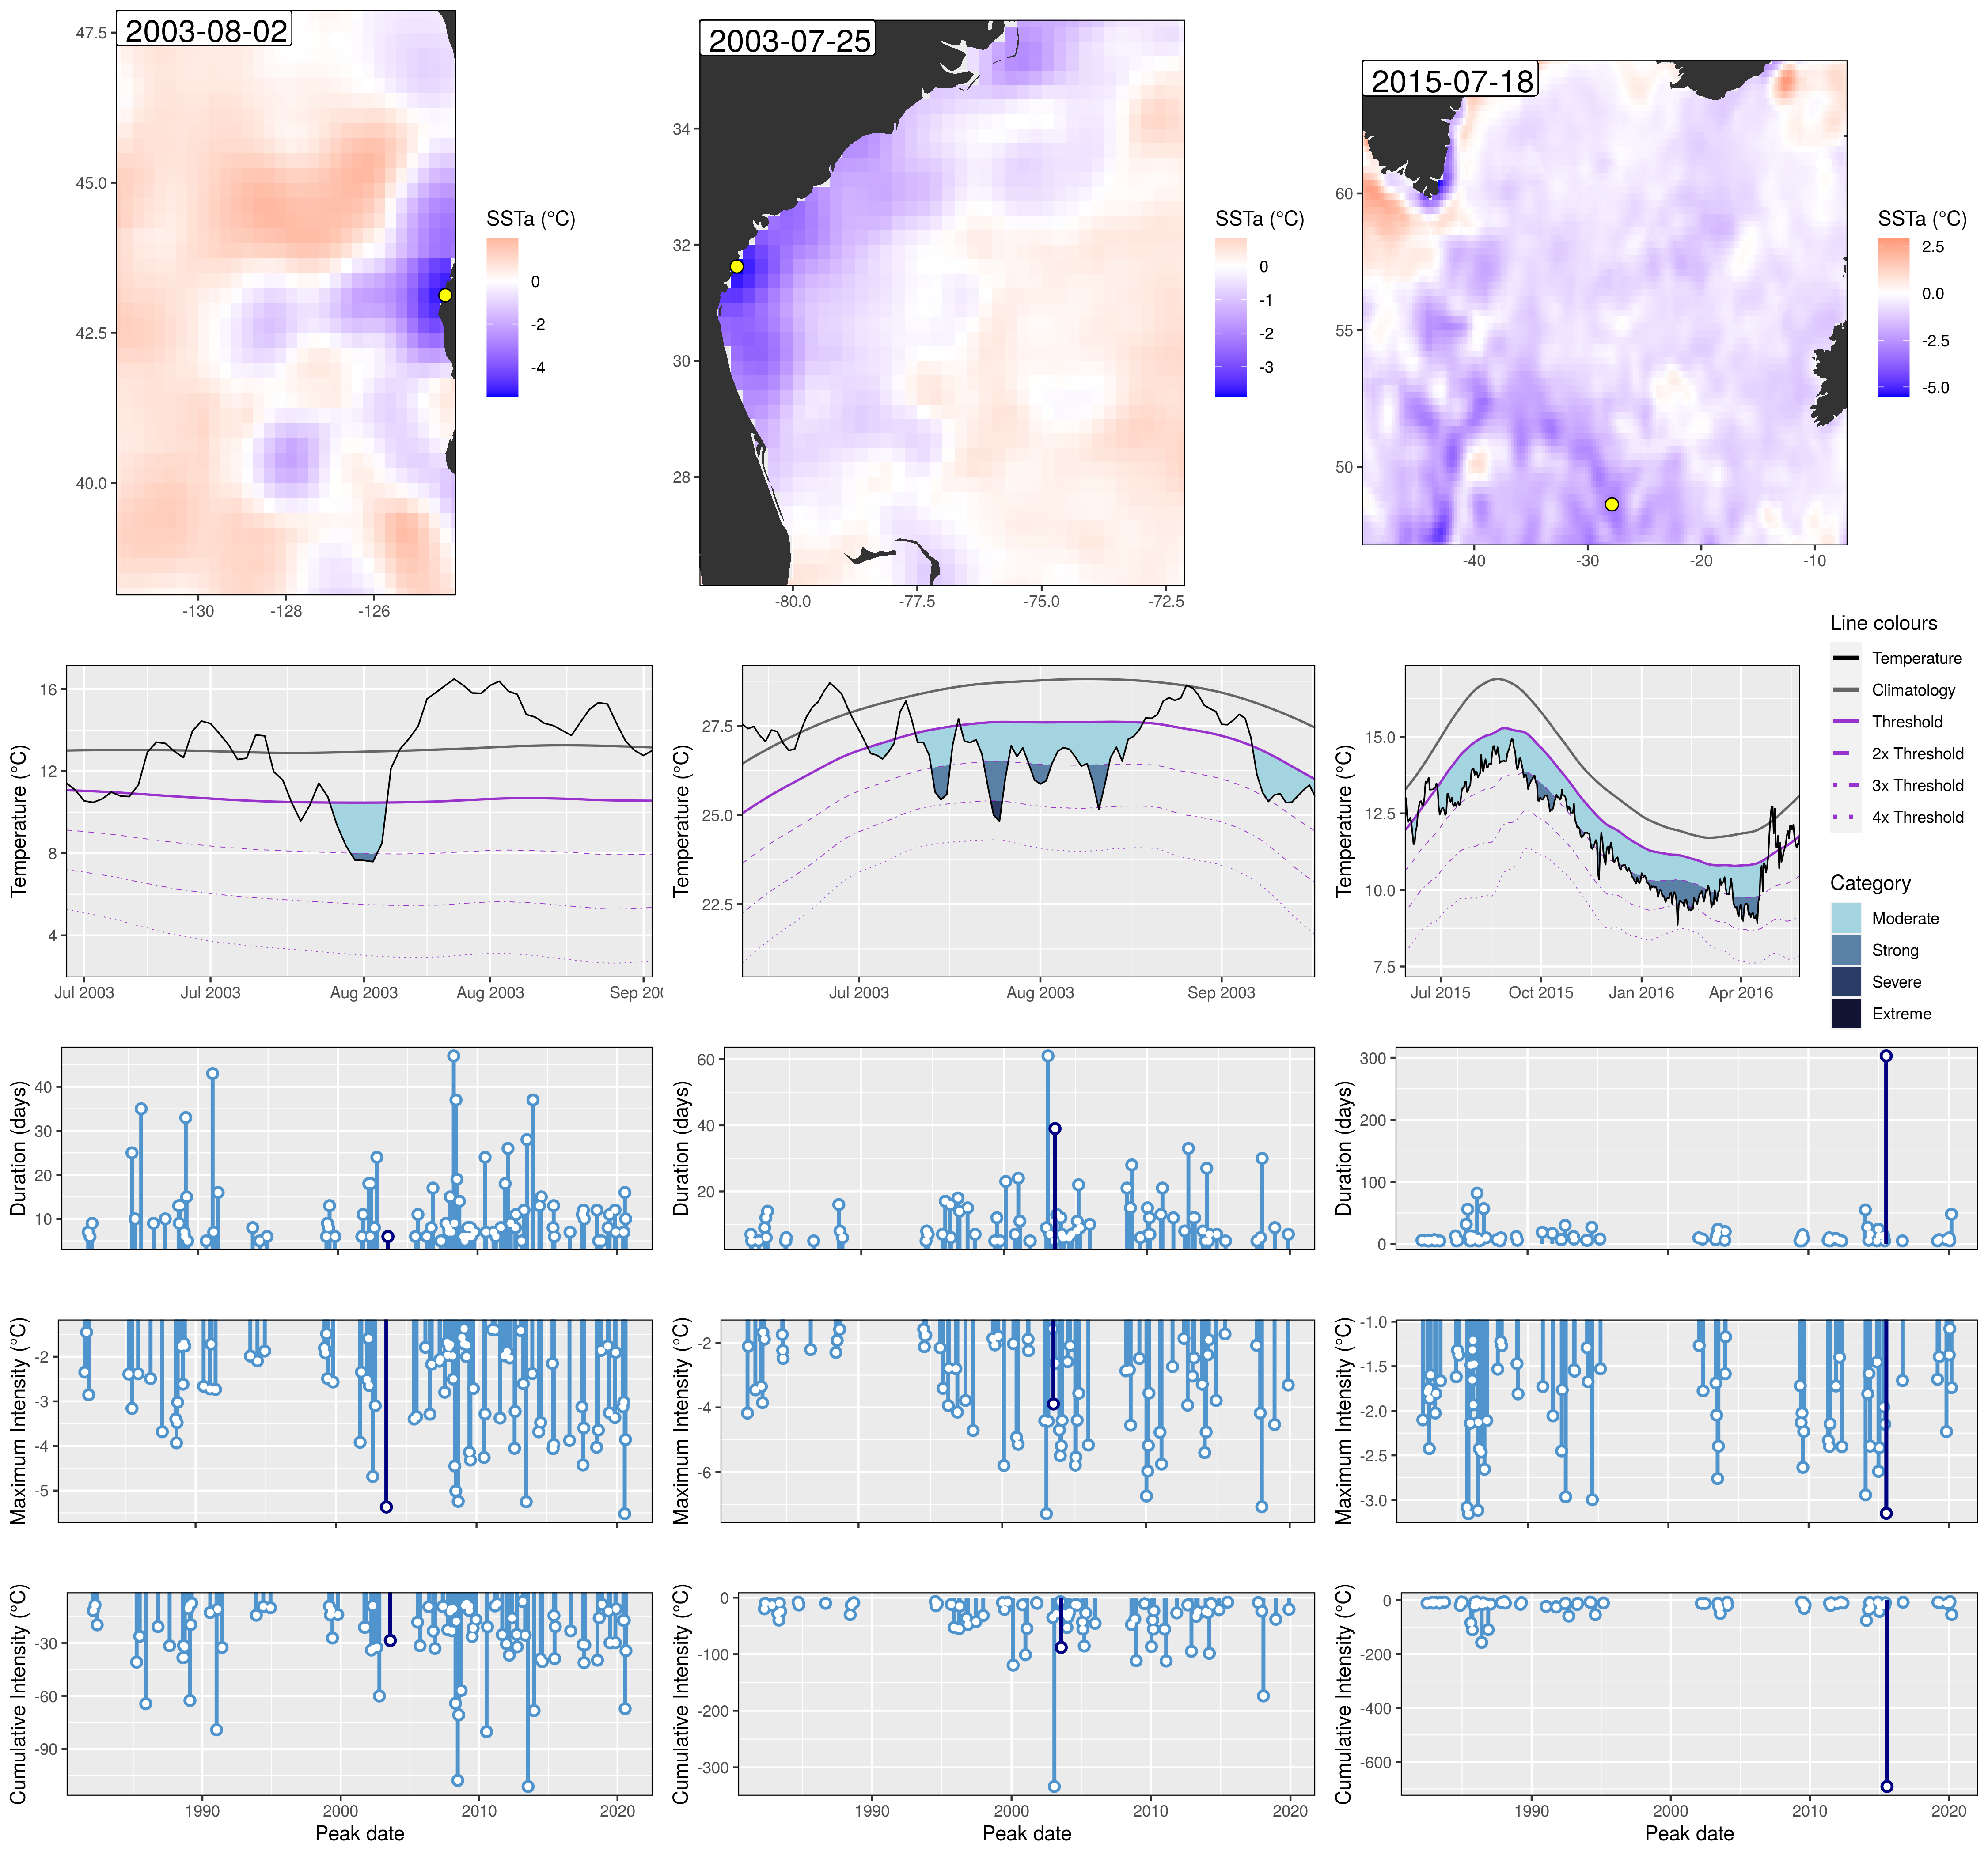 2003-08-02
47.5
45.0
42.5
40.0
-130
-128
-126
SSTa (°C)
0
-2
-4
2003-07-25
34
32
30
28
-80.0
-77.5
-75.0
-72.5
SSTa (°C)
0
-1
-2
-3
2015-07-18
60
55
50
-40
-30
-20
-10
SSTa (°C)
2.5
0.0
-2.5
-5.0
Temperature (°C)
16
12
8
4
Jul 2003
Jul 2003
Aug 2003
Aug 2003
Sep 20
Temperature (°C)
27.5
25.0
22.5
Jul 2003
Aug 2003
Sep 2003
Temperature (°C)
15.0
12.5
10.0
7.5
Jul 2015
Oct 2015
Jan 2016
Apr 2016
Line colours
Temperature
Climatology
Threshold
2x Threshold
3x Threshold
4x Threshold
Category
Moderate
Strong
Severe
Extreme
Duration (days)
40
30
20
10
Duration (days)
60
40
20
Duration (days)
300
200
100
0
Maximum Intensity (°C)
-2
-3
-4
-5
Maximum Intensity (°C)
-2
-4
-6
Maximum Intensity (°C)
-1.0
-1.5
-2.0
-2.5
-3.0
Cumulative Intensity (°C)
-30
-60
-90
1990
2000
2010
2020
Peak date
Cumulative Intensity (°C)
0
-100
-200
-300
1990
2000
2010
2020
Peak date
Cumulative Intensity (°C)
0
-200
-400
-600
1990
2000
2010
2020
Peak date